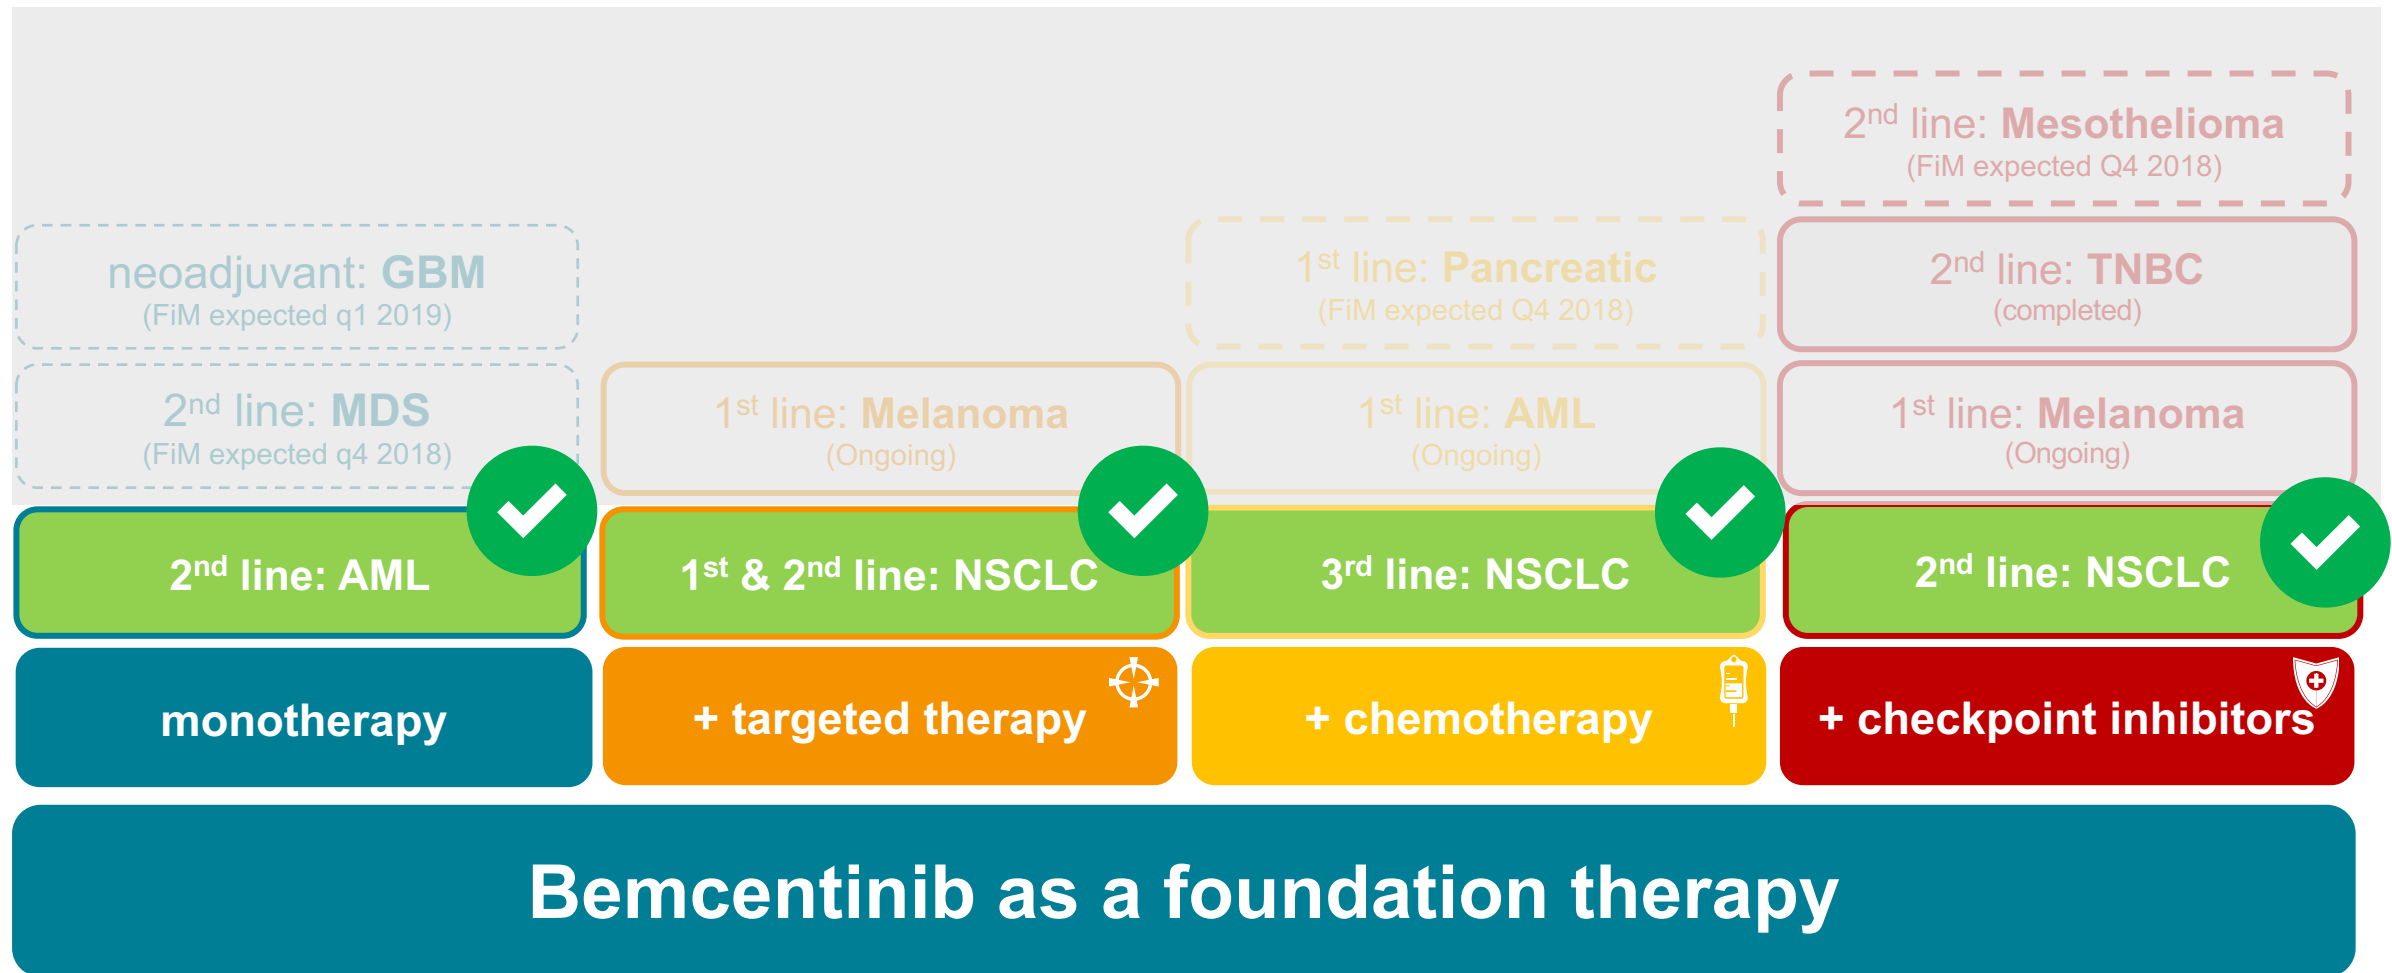 2nd line: Mesothelioma
(FiM expected Q4 2018)
neoadjuvant: GBM
(FiM expected q1 2019)
1st line: Pancreatic
(FiM expected Q4 2018)
2nd line: TNBC
(completed)
2nd line: MDS
(FiM expected q4 2018)
1st line: Melanoma
(Ongoing)
1st line: AML
(Ongoing)
1st line: Melanoma
(Ongoing)
2nd line: AML
1st & 2nd line: NSCLC
3rd line: NSCLC
2nd line: NSCLC
monotherapy
+ targeted therapy
+ chemotherapy
+ checkpoint inhibitors
Bemcentinib as a foundation therapy